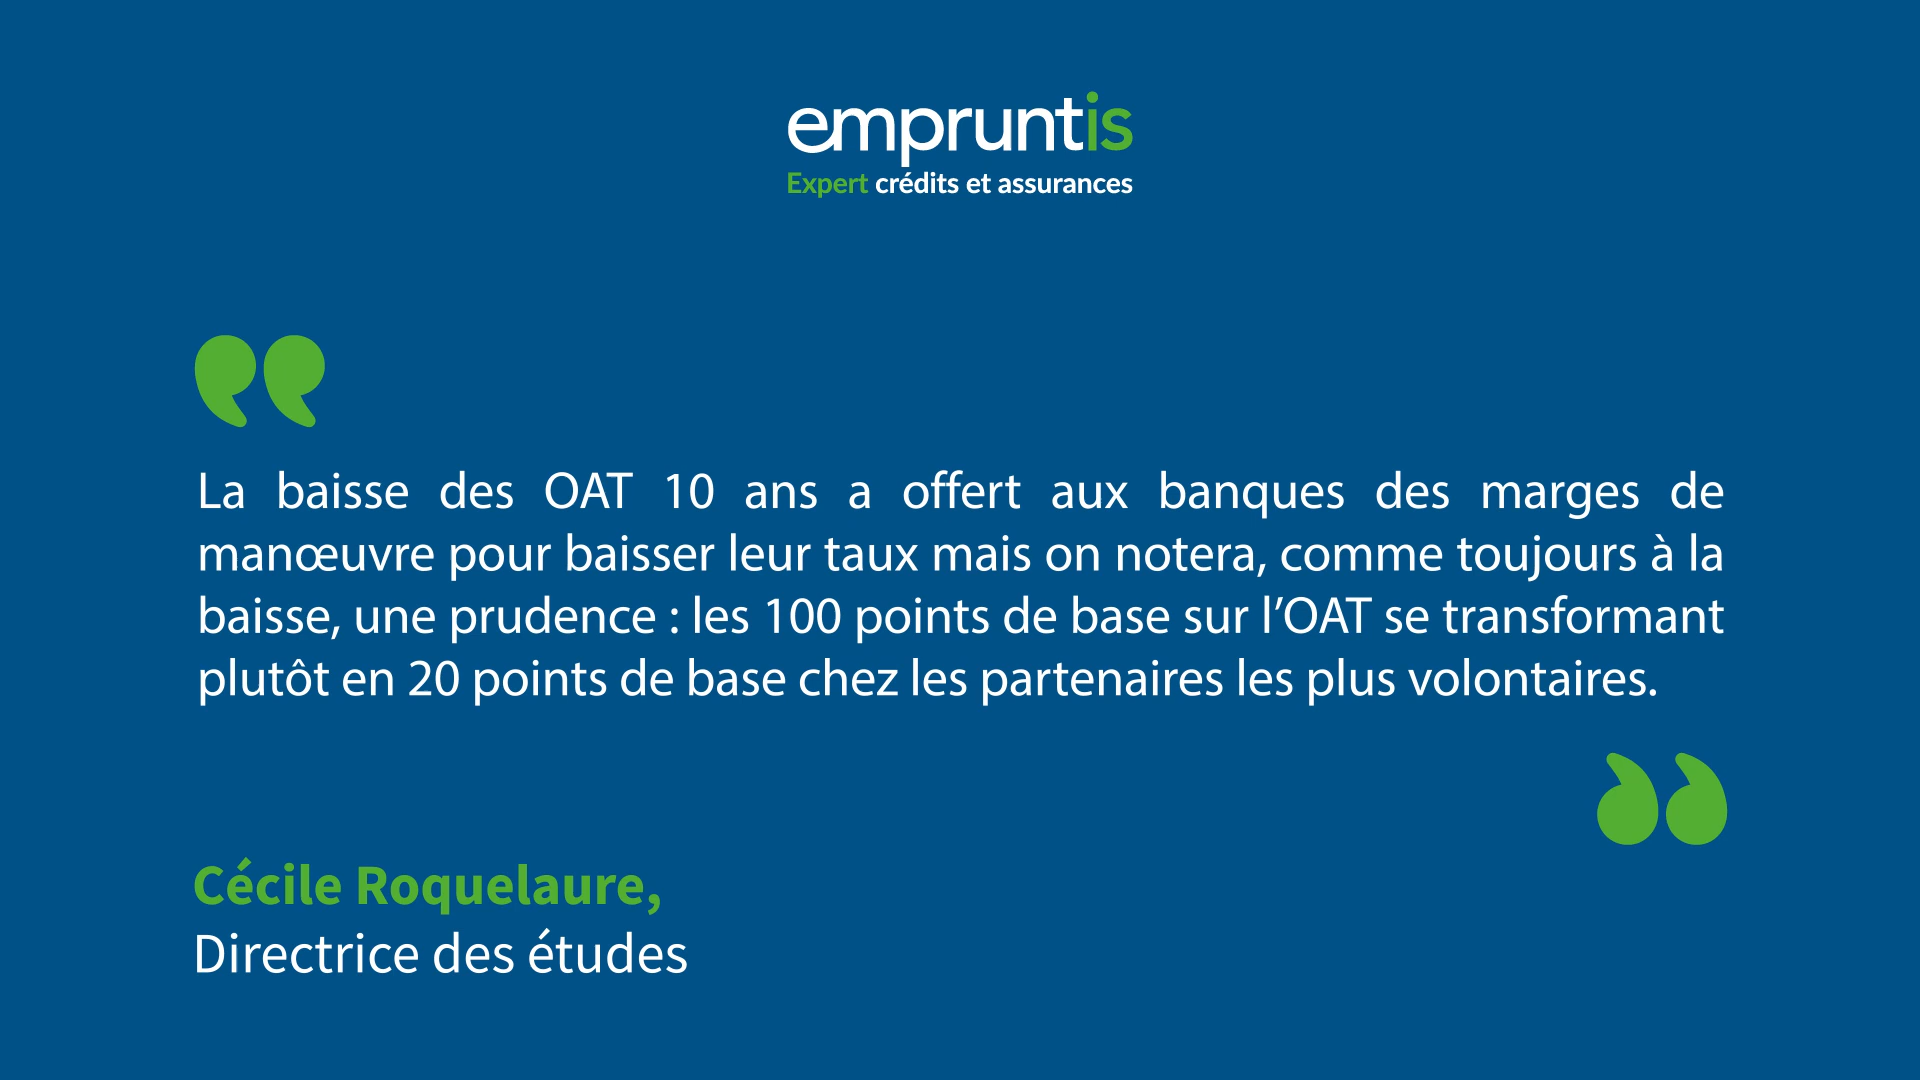 empruntis
Expert crédits et assurances
La baisse des OAT 10 ans a offert aux banques des marges de
manœuvre pour baisser leur taux mais on notera, comme toujours à la
baisse, une prudence : les 100 points de base sur l’OAT se transformant
plutôt en 20 points de base chez les partenaires les plus volontaires.
Cécile Roquelaure,
Directrice des études